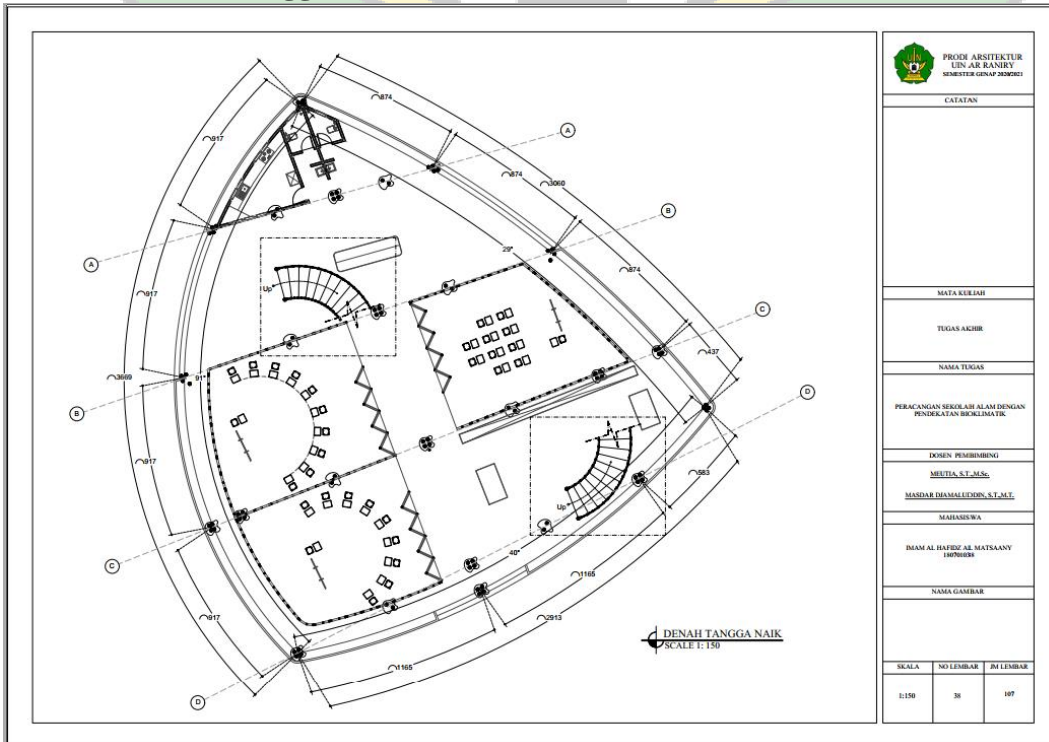 PRODI ARSITEKTUR
UIN AR RANIRY
SEMESTER GENAP 2020/2021
CATATAN
MATA KULIAH
TUGAS AKHIR
NAMA TUGAS
PERACANGAN SEKOLAH ALAM DENGAN
PENDEKATAN BIOKLIMATIK
DOSEN PEMBIMBING
MEUTIA, S.T.,M.Sc.
MASDAR DJAMALUDDIN, S.T.,M.T.
MAHASISWA
IMAM AL HAFIDZ AL MATSAANY
180701038
NAMA GAMBAR
SKALA NO LEMBAR JM LEMBAR
1:150 38 107
874
917
A
874
3060
B
29°
A
874
Up
917
C
437
3669
91°
B
D
917
583
Up
C
40°
1165
917
2913
DENAH TANGGA NAIK
SCALE 1: 150
1165
D